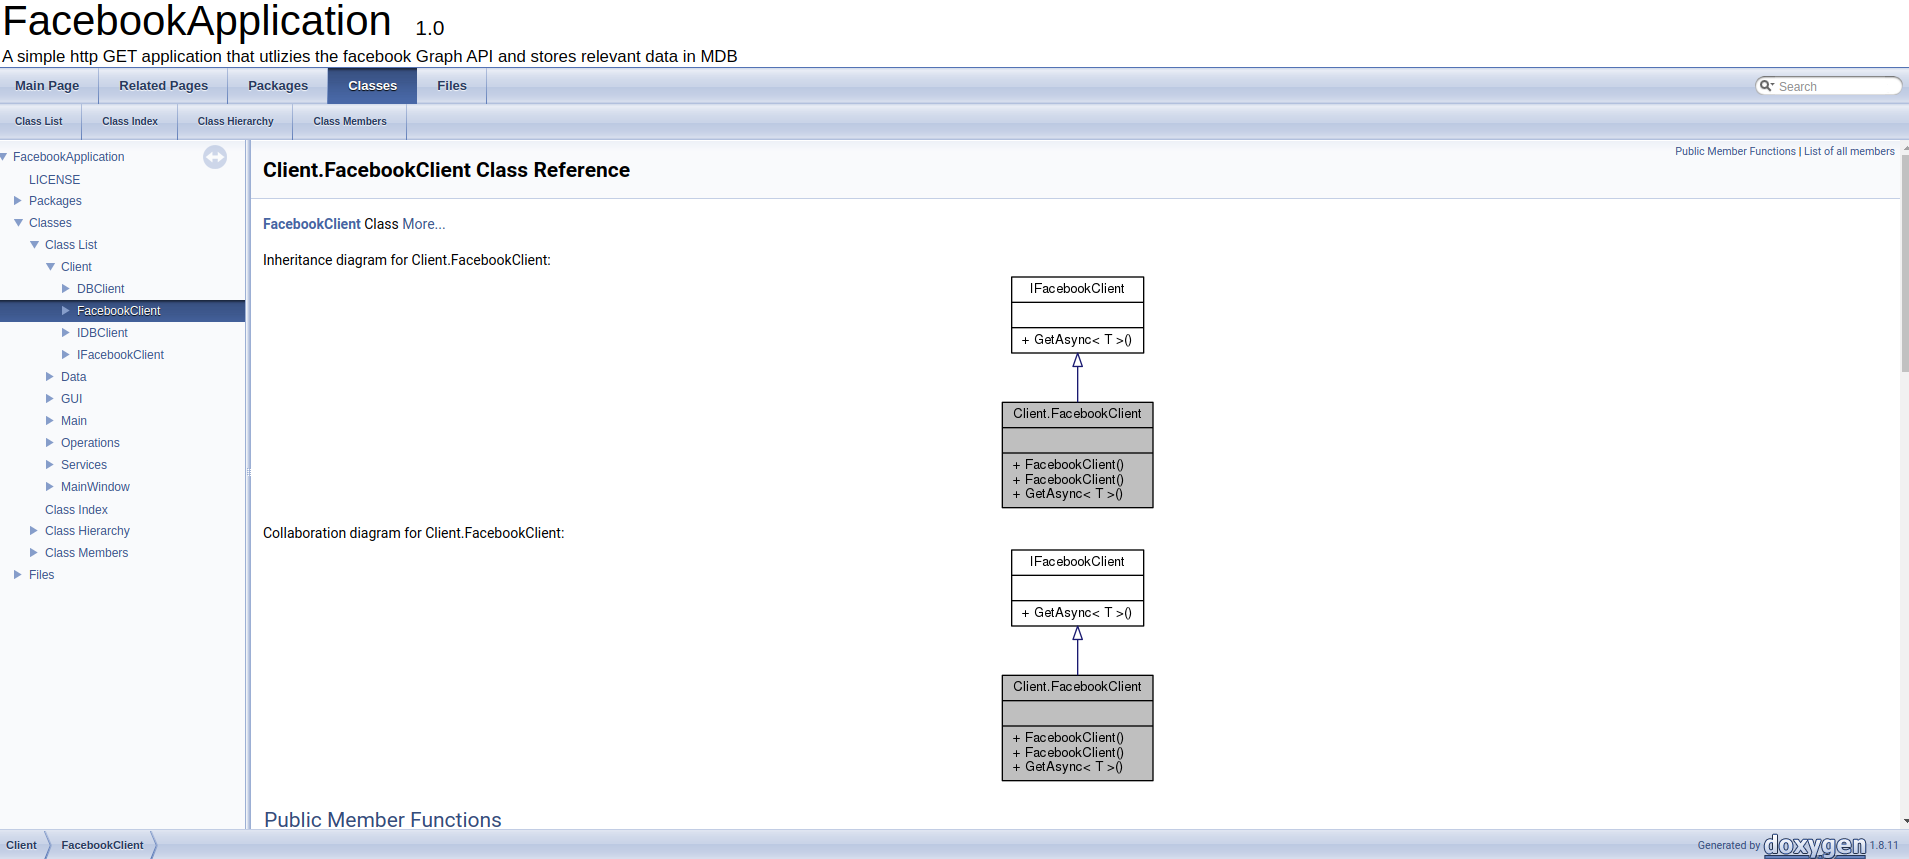 FacebookApplication 1.0
A simple http GET application that utlizies the facebook Graph API and stores relevant data in MDB
Main Page Related Pages Packages Classes Files Search
Class List Class Index Class Hierarchy Class Members
FacebookApplication
LICENSE
Packages
Classes
Class List
Client
DBClient
FacebookClient
IDBClient
IFacebookClient
Data
GUI
Main
Operations
Services
MainWindow
Class Index
Class Hierarchy
Class Members
Files
Public Member Functions | List of all members
Client.FacebookClient Class Reference
FacebookClient Class More...
Inheritance diagram for Client.FacebookClient:
IFacebookClient
+ GetAsync< T >()
Client.FacebookClient
+ FacebookClient()
+ FacebookClient()
+ GetAsync< T >()
Collaboration diagram for Client.FacebookClient:
IFacebookClient
+ GetAsync< T >()
Client.FacebookClient
+ FacebookClient()
+ FacebookClient()
+ GetAsync< T >()
Public Member Functions
Client FacebookClient Generated by doxygen 1.8.11